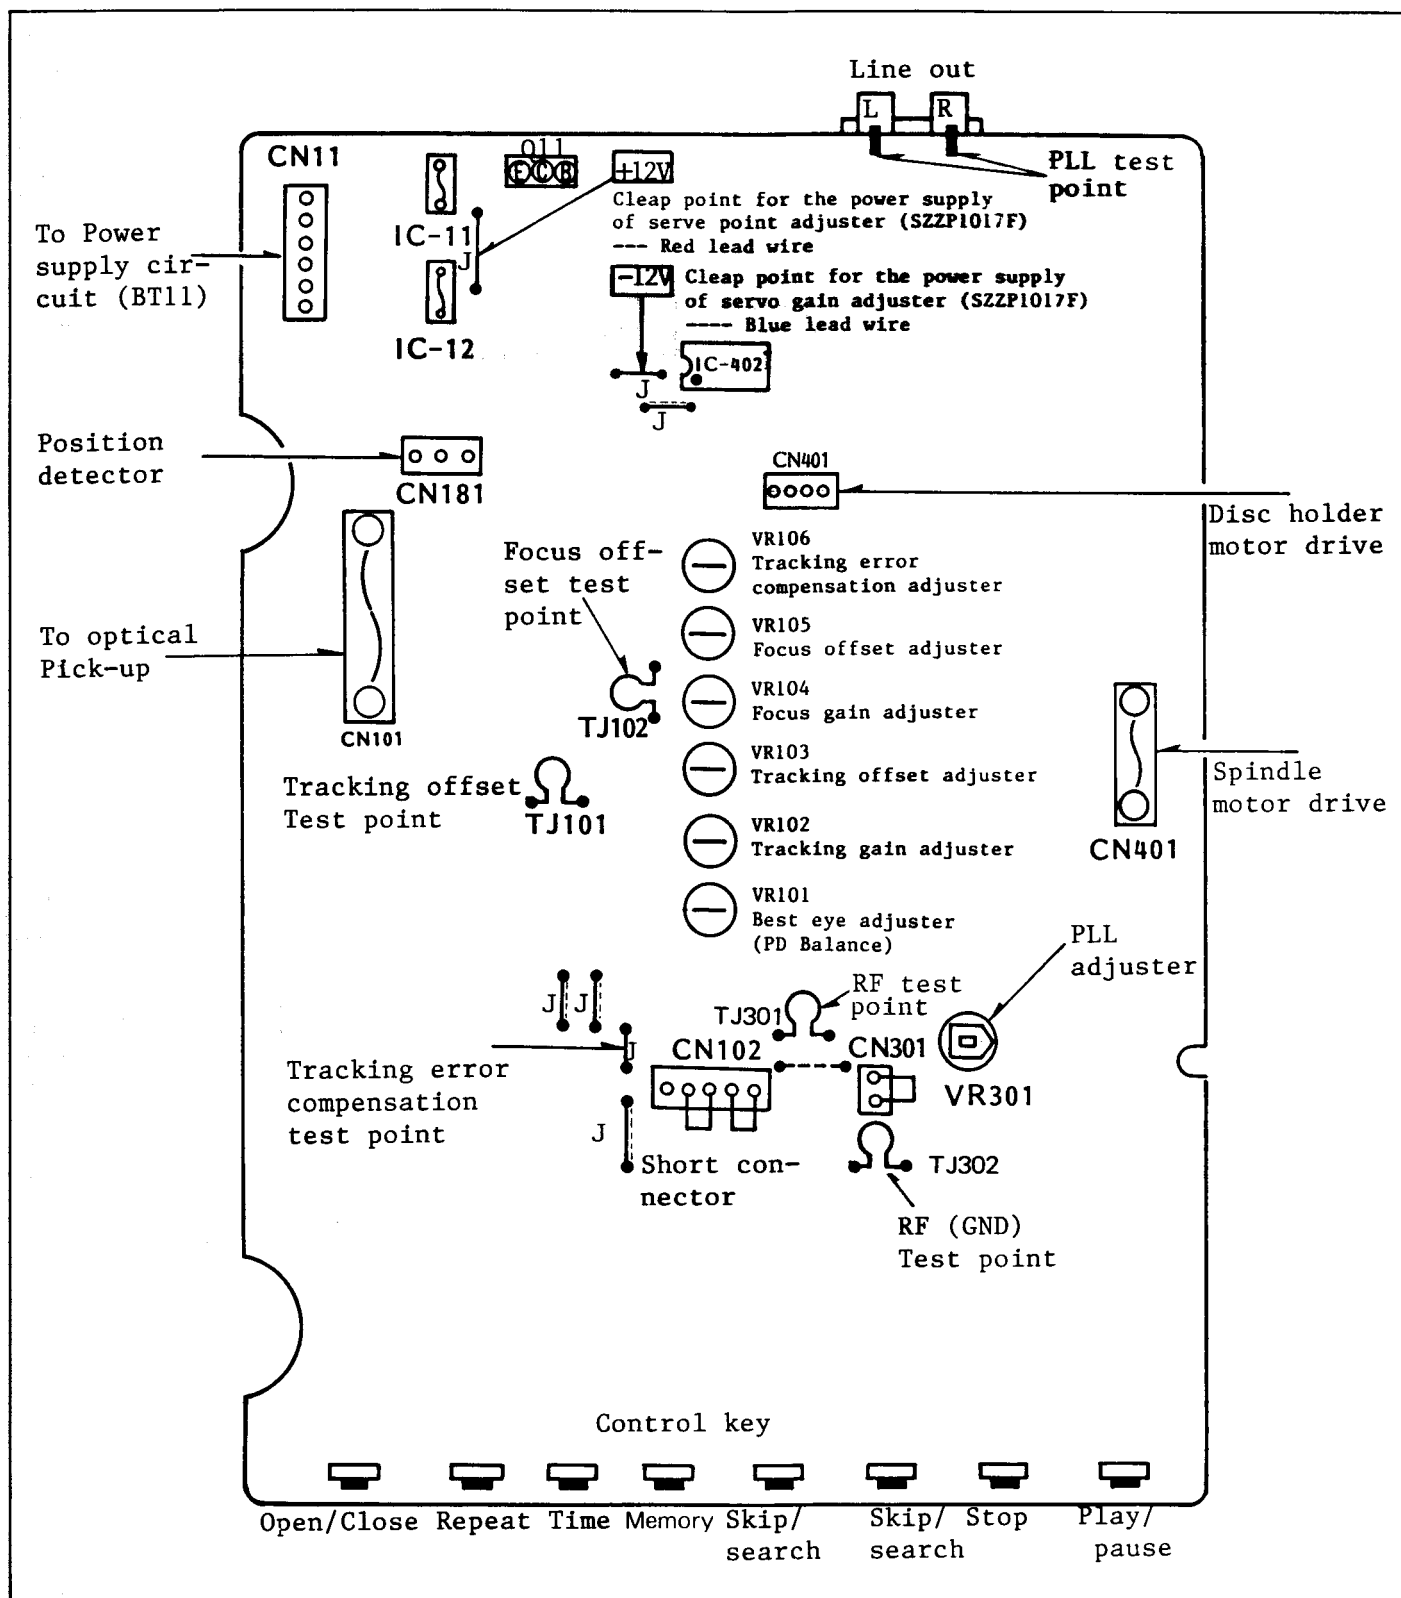 Line out
L
R
PLL test
point
CN11
Q11
E C B
+12V
IC-11
J
Cleap point for the power supply
of serve point adjuster (SZZP1017F)
--- Red lead wire
To Power
supply cir-
cuit (BT11)
-12V
Cleap point for the power supply
of servo gain adjuster (SZZP1017F)
---- Blue lead wire
IC-12
IC-402
J
J
Position
detector
CN181
CN401
Disc holder
motor drive
Focus off-
set test
point
VR106
Tracking error
compensation adjuster
VR105
Focus offset adjuster
To optical
Pick-up
VR104
Focus gain adjuster
TJ102
CN101
VR103
Tracking offset adjuster
Tracking offset
Test point
TJ101
Spindle
motor drive
VR102
Tracking gain adjuster
CN401
VR101
Best eye adjuster
(PD Balance)
PLL
adjuster
RF test
point
J
J
TJ301
J
CN102
CN301
VR301
Tracking error
compensation
test point
J
Short con-
nector
TJ302
RF (GND)
Test point
Control key
Open/Close
Repeat
Time
Memory
Skip/
search
Skip/
search
Stop
Play/
pause